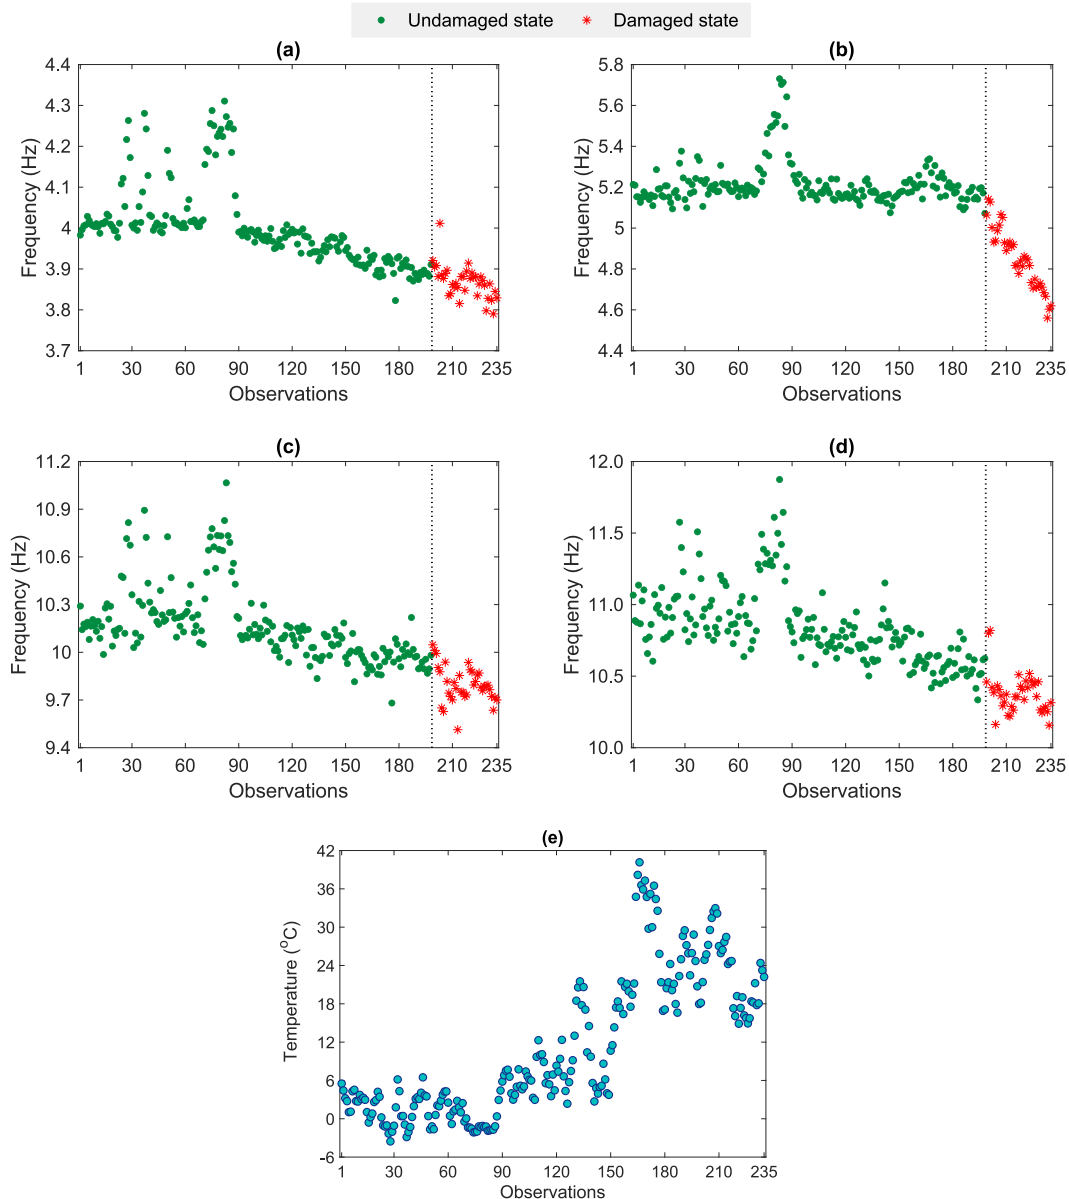 Undamaged state Damaged state
(a)
4.4
4.3
4.2
4.1
4
3.9
3.8
3.7
Frequency (Hz)
1 30 60 90 120 150 180 210 235
Observations
(b)
5.8
5.6
5.4
5.2
5
4.8
4.6
4.4
Frequency (Hz)
1 30 60 90 120 150 180 210 235
Observations
(c)
11.2
10.9
10.6
10.3
10
9.7
9.4
Frequency (Hz)
1 30 60 90 120 150 180 210 235
Observations
(d)
12.0
11.5
11.0
10.5
10.0
Frequency (Hz)
1 30 60 90 120 150 180 210 235
Observations
(e)
42
36
30
24
18
12
6
0
-6
Temperature (°C)
1 30 60 90 120 150 180 210 235
Observations